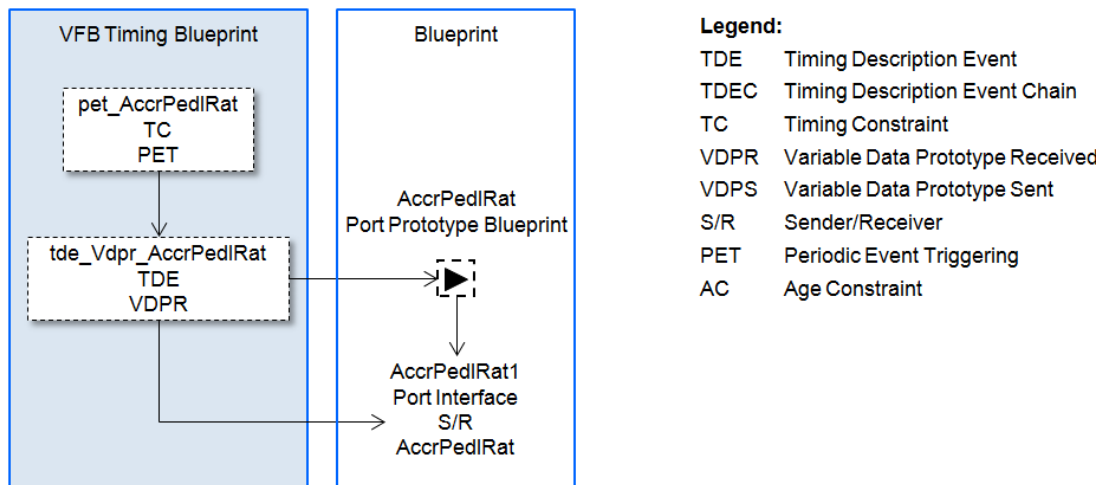 VFB Timing Blueprint
pet_AccrPedlRat
TC
PET
tde_Vdpr_AccrPedlRat
TDE
VDPR
Blueprint
AccrPedlRat
Port Prototype Blueprint
AccrPedlRat1
Port Interface
S/R
AccrPedlRat
Legend:
TDE Timing Description Event
TDEC Timing Description Event Chain
TC Timing Constraint
VDPR Variable Data Prototype Received
VDPS Variable Data Prototype Sent
S/R Sender/Receiver
PET Periodic Event Triggering
AC Age Constraint